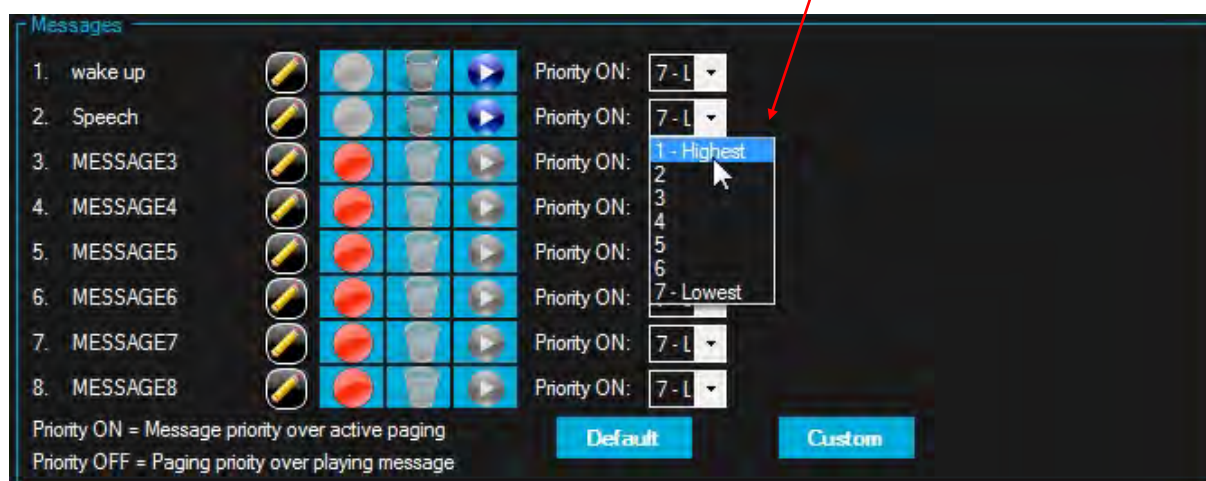 Messages
1. wake up Priority ON: 7 - L
2. Speech Priority ON: 7 - L
3. MESSAGE3 Priority ON: 1 - Highest
2
4. MESSAGE4 Priority ON: 3
4
5. MESSAGE5 Priority ON: 5
6
6. MESSAGE6 Priority ON: 7 - Lowest
7. MESSAGE7 Priority ON: 7 - L
8. MESSAGE8 Priority ON: 7 - L
Priority ON = Message priority over active paging Default Custom
Priority OFF = Paging prioity over playing message